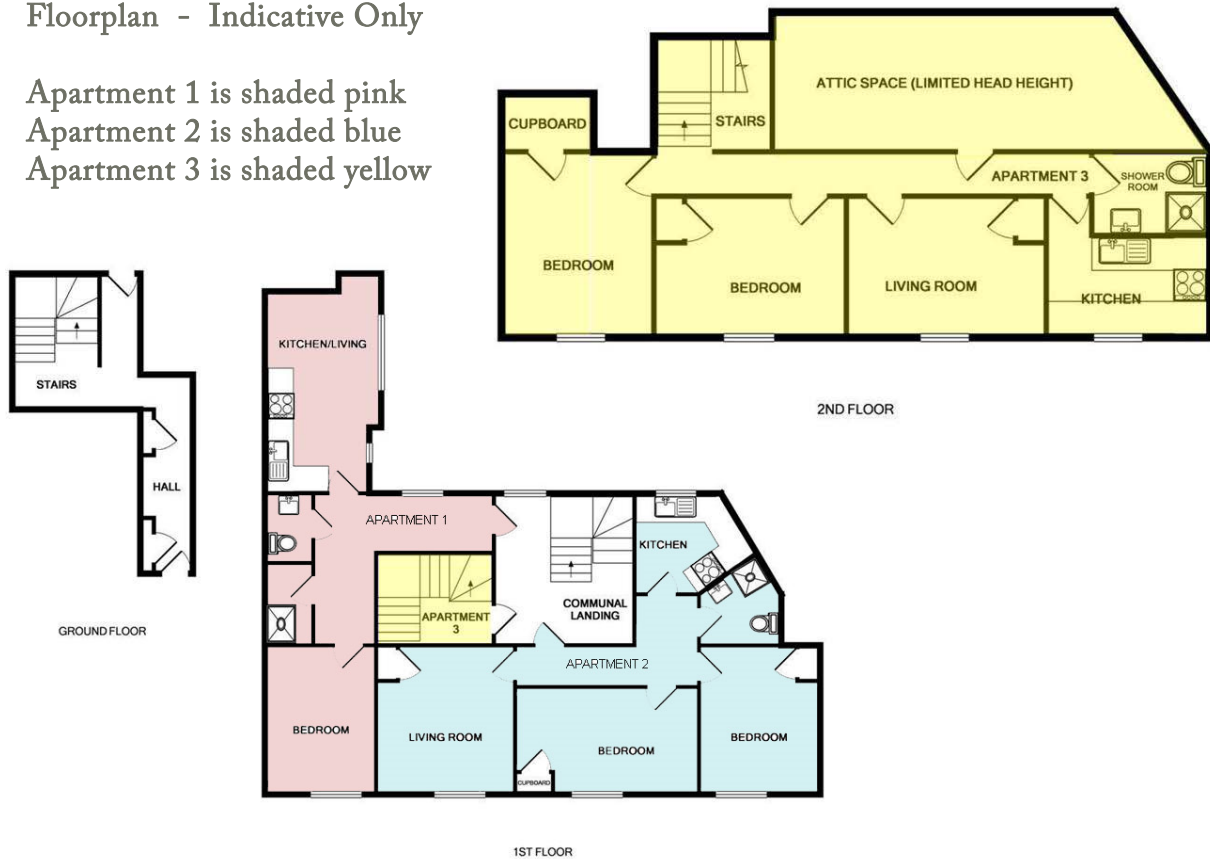 Floorplan - Indicative Only
Apartment 1 is shaded pink
Apartment 2 is shaded blue
Apartment 3 is shaded yellow
ATTIC SPACE (LIMITED HEAD HEIGHT)
CUPBOARD
STAIRS
APARTMENT 3
SHOWER
ROOM
BEDROOM
BEDROOM
LIVING ROOM
KITCHEN
2ND FLOOR
STAIRS
HALL
GROUND FLOOR
KITCHEN/LIVING
APARTMENT 1
KITCHEN
COMMUNAL
LANDING
APARTMENT
3
APARTMENT 2
BEDROOM
LIVING ROOM
BEDROOM
BEDROOM
CUPBOARD
1ST FLOOR